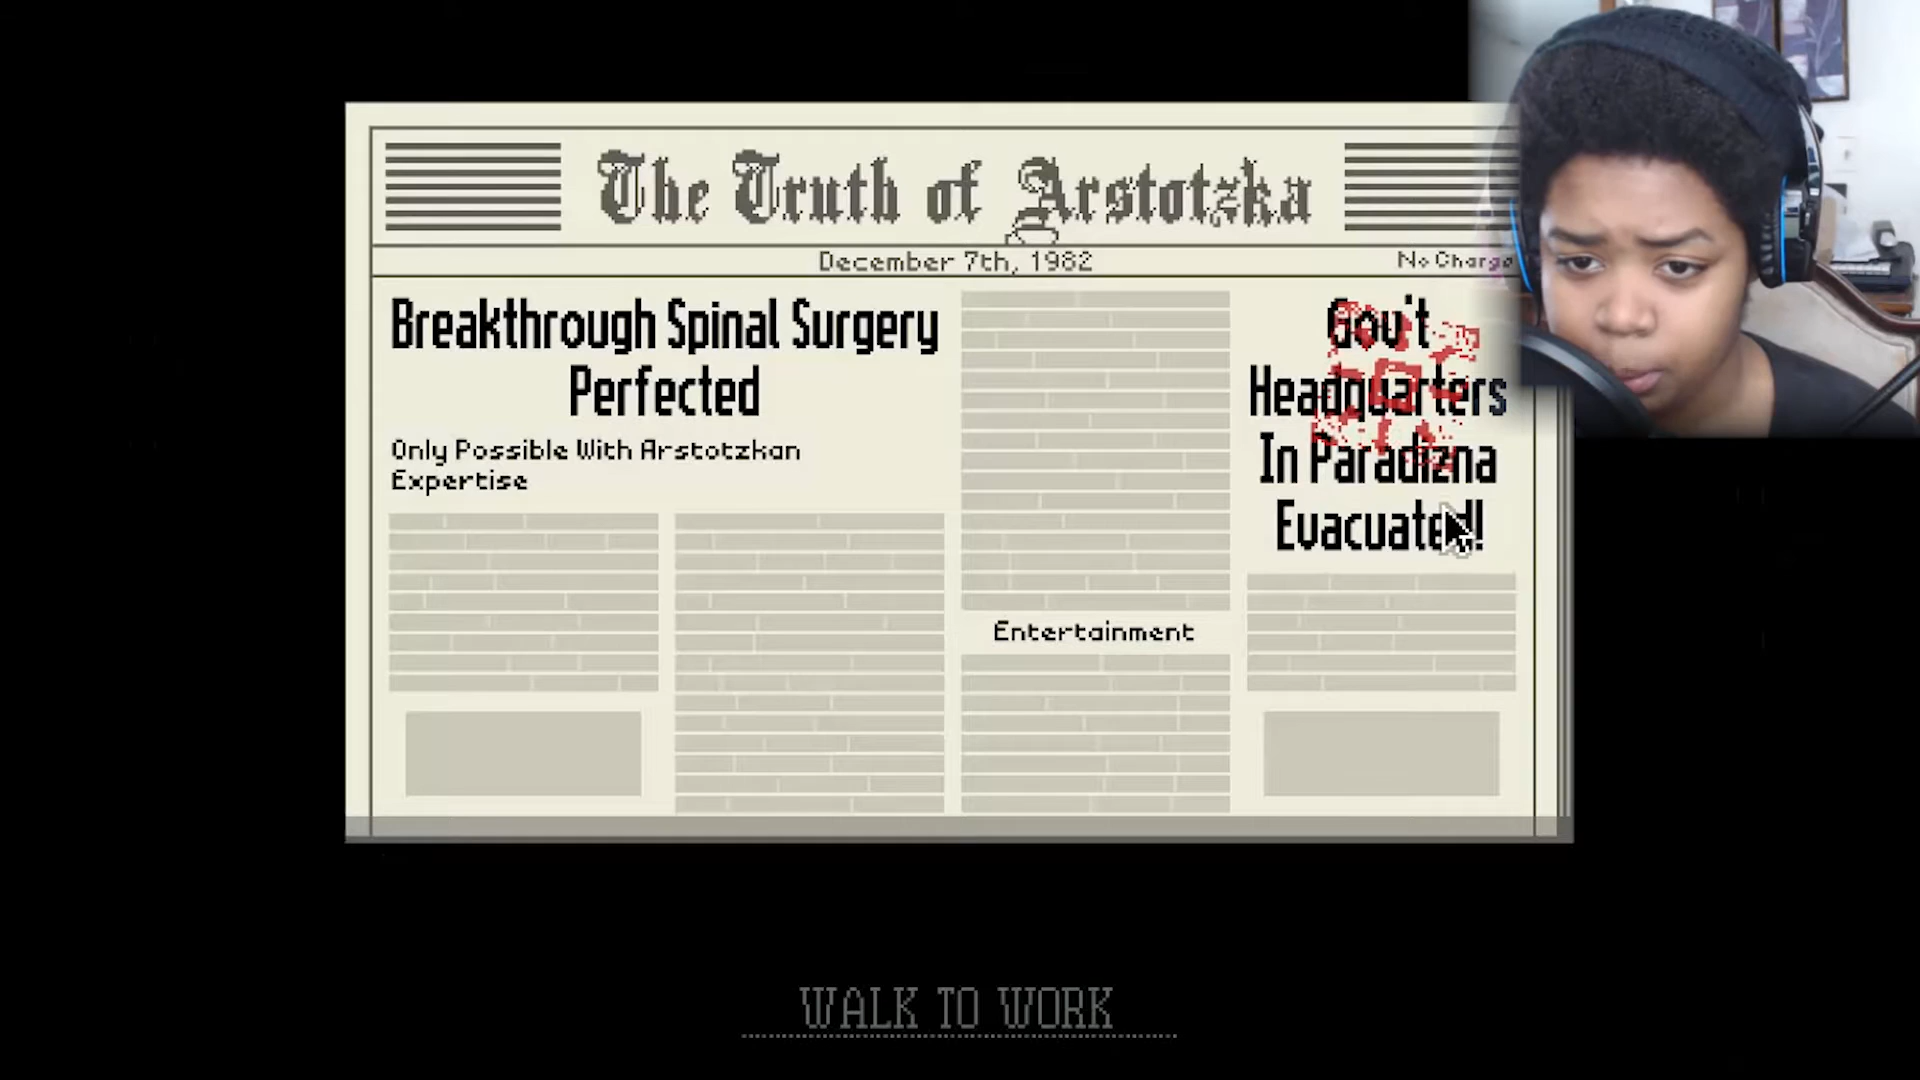 The Truth of Arstotzka
December 7th, 1982
No Charge
Breakthrough Spinal Surgery
Perfected
Only Possible With Arstotzkan
Expertise
Entertainment
Gov't
Headquarters
In Paradizna
Evacuated!
WALK TO WORK